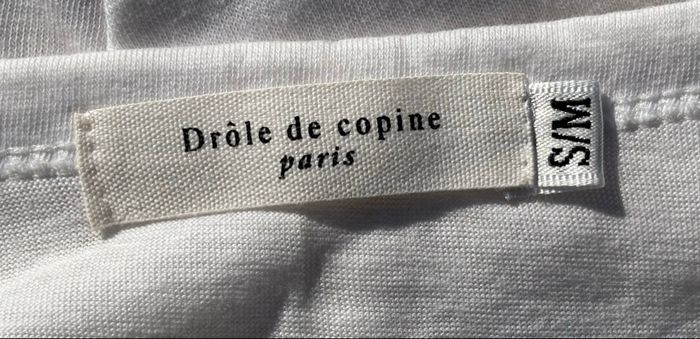 Drôle de copine
paris
S/M